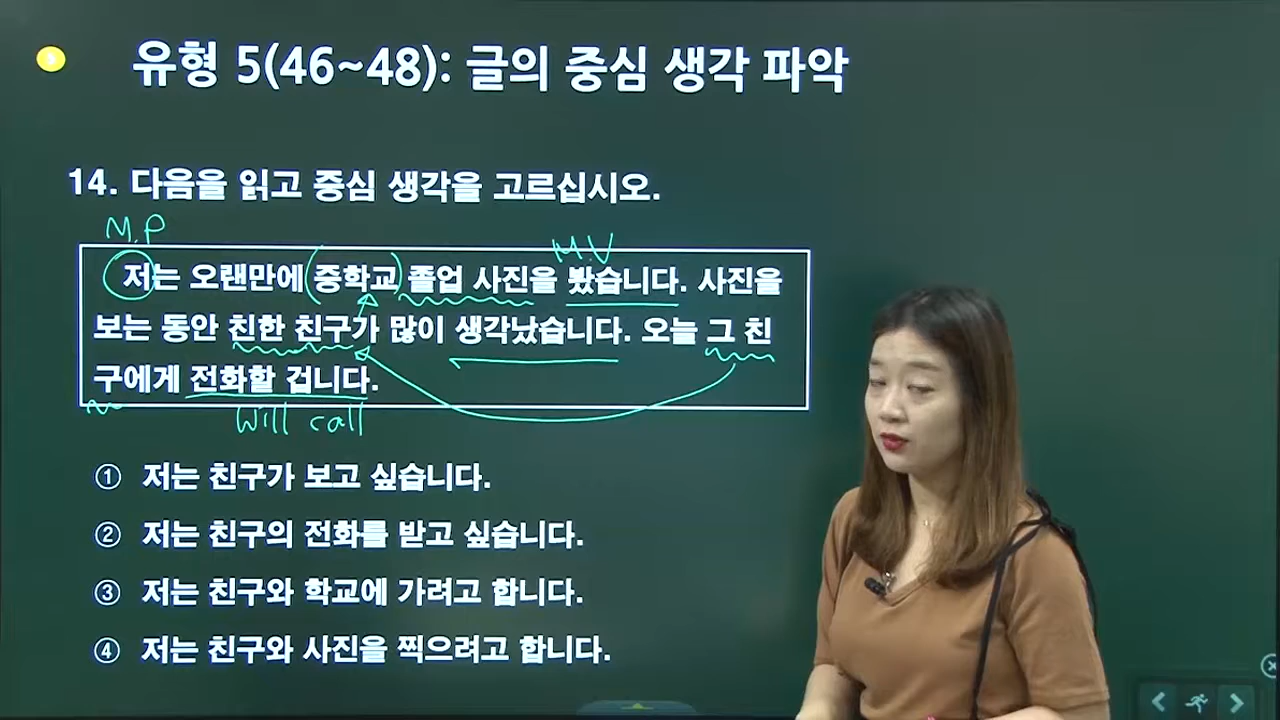 유형 5(46~48): 글의 중심 생각 파악
14. 다음을 읽고 중심 생각을 고르십시오.
M.P
M.V
저는 오랜만에 (중학교) 졸업 사진을 봤습니다. 사진을
보는 동안 친한 친구가 많이 생각났습니다. 오늘 그 친
구에게 전화할 겁니다.
Will call
① 저는 친구가 보고 싶습니다.
② 저는 친구의 전화를 받고 싶습니다.
③ 저는 친구와 학교에 가려고 합니다.
④ 저는 친구와 사진을 찍으려고 합니다.